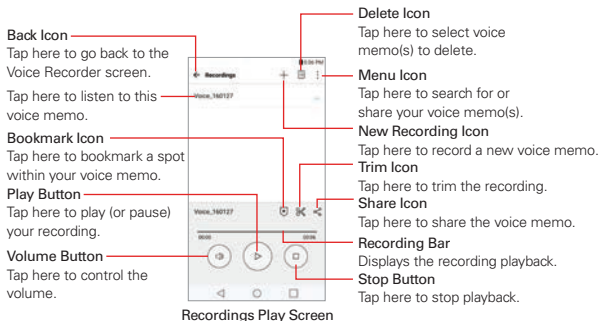 Back Icon
Tap here to go back to the
Voice Recorder screen.
Tap here to listen to this
voice memo.
Bookmark Icon
Tap here to bookmark a spot
within your voice memo.
Play Button
Tap here to play (or pause)
your recording.
Volume Button
Tap here to control the
volume.
Recordings
Voice_160127
Voice_160127
00:00
Delete Icon
Tap here to select voice
memo(s) to delete.
Menu Icon
Tap here to search for or
share your voice memo(s).
New Recording Icon
Tap here to record a new voice memo.
Trim Icon
Tap here to trim the recording.
Share Icon
Tap here to share the voice memo.
Recording Bar
Displays the recording playback.
Stop Button
Tap here to stop playback.
Recordings Play Screen